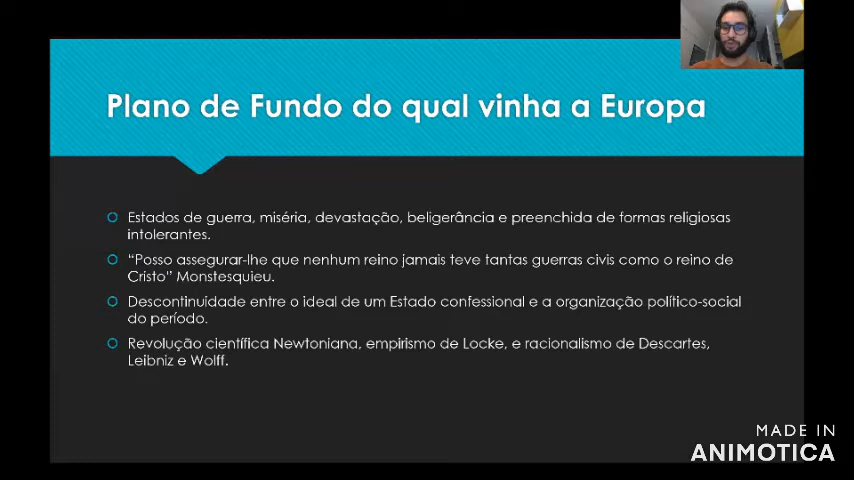 Plano de Fundo do qual vinha a Europa
Estados de guerra, miséria, devastação, beligerância e preenchida de formas religiosas
intolerantes.
“Posso assegurar-lhe que nenhum reino jamais teve tantas guerras civis como o reino de
Cristo” Monstesquieu.
Descontinuidade entre o ideal de um Estado confessional e a organização político-social
do período.
Revolução científica Newtoniana, empirismo de Locke, e racionalismo de Descartes,
Leibniz e Wolff.
MADE IN
ANIMOTICA